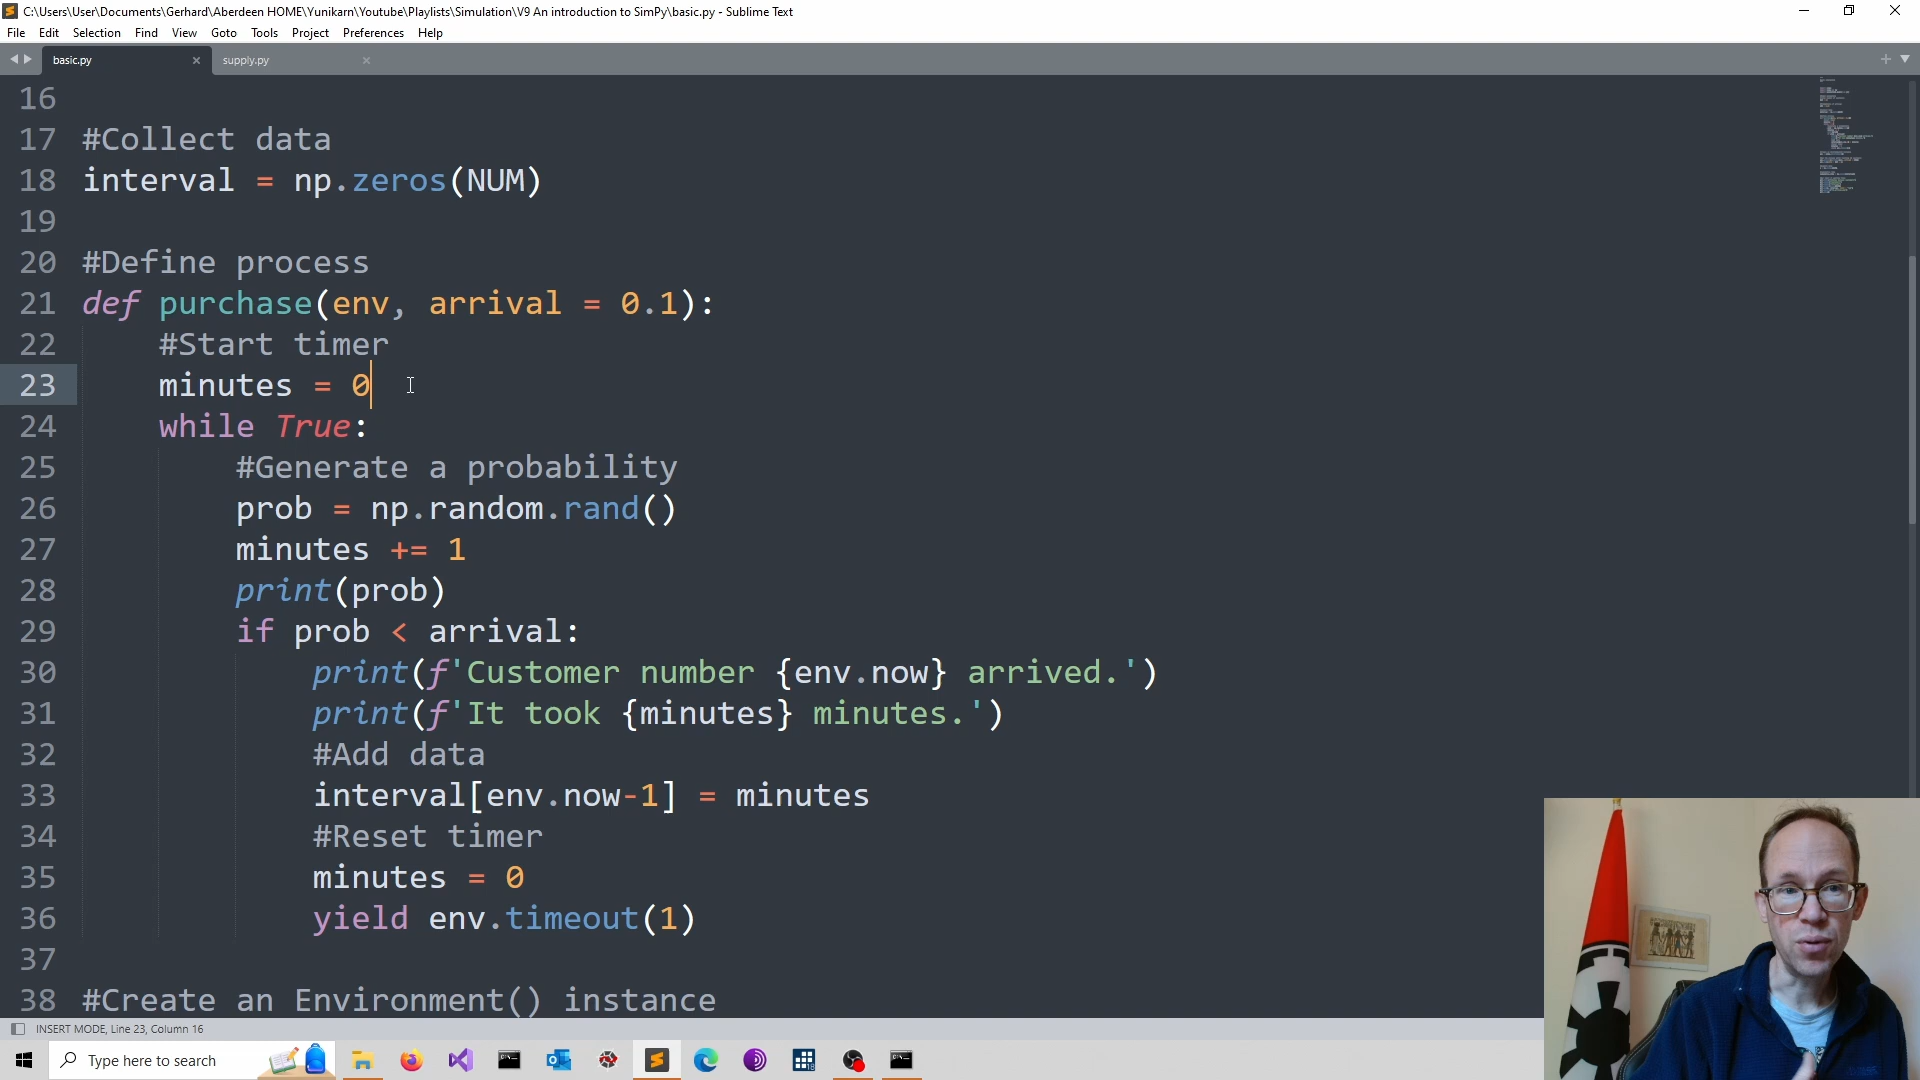 C:\Users\User\Documents\Gerhard\Aberdeen HOME\Yunikarn\Youtube\Playlists\Simulation\V9 An introduction to SimPy\basic.py - Sublime Text
File Edit Selection Find View Goto Tools Project Preferences Help
basic.py supply.py
16
17 #Collect data
18 interval = np.zeros(NUM)
19
20 #Define process
21 def purchase(env, arrival = 0.1):
22 #Start timer
23 minutes = 0
24 while True:
25 #Generate a probability
26 prob = np.random.rand()
27 minutes += 1
28 print(prob)
29 if prob < arrival:
30 print(f'Customer number {env.now} arrived.')
31 print(f'It took {minutes} minutes.')
32 #Add data
33 interval[env.now-1] = minutes
34 #Reset timer
35 minutes = 0
36 yield env.timeout(1)
37
38 #Create an Environment() instance
INSERT MODE, Line 23, Column 16
Type here to search